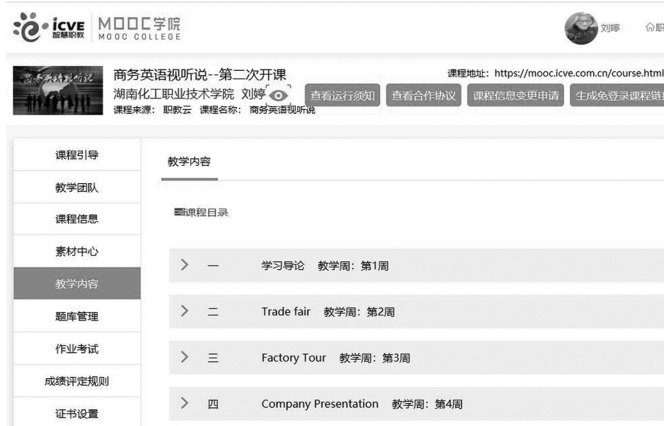 icve 智慧职教 MOOC学院
MOOC COLLEGE
刘婷
商务英语视听说--第二次开课
课程地址：https://mooc.icve.com.cn/course.html
湖南化工职业技术学院 刘婷
查看运行须知 查看合作协议 课程信息变更申请 生成免登录课程链
课程来源： 职教云 课程名称： 商务英语视听说
课程引导
教学团队
课程信息
素材中心
教学内容
题库管理
作业考试
成绩评定规则
证书设置
教学内容
课程目录
一 学习导论 教学周：第1周
二 Trade fair 教学周：第2周
三 Factory Tour 教学周：第3周
四 Company Presentation 教学周：第4周